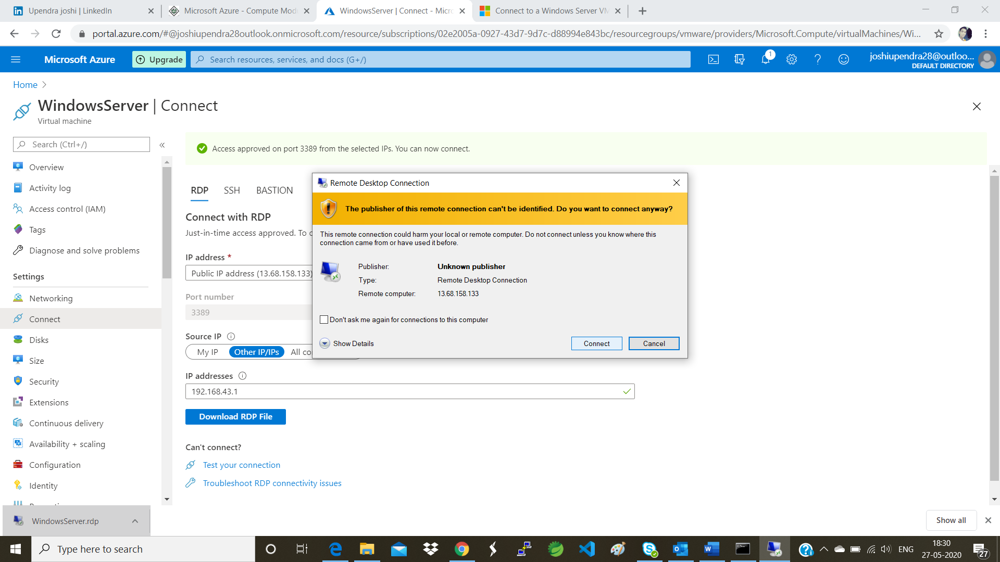 Upendra joshi | LinkedIn
Microsoft Azure - Compute Mod
WindowsServer | Connect - Micro
Connect to a Windows Server VM
portal.azure.com/#@joshiupendra28outlook.onmicrosoft.com/resource/subscriptions/02e2005a-0927-43d7-9d7c-d88994e843bc/resourcegroups/vmware/providers/Microsoft.Compute/virtualMachines/Wi...
Microsoft Azure
Upgrade
Search resources, services, and docs (G+/)
1
joshiupendra28@outloo...
DEFAULT DIRECTORY
Home
WindowsServer | Connect
Virtual machine
Search (Ctrl+/)
«
Overview
Activity log
Access control (IAM)
Tags
Diagnose and solve problems
Settings
Networking
Connect
Disks
Size
Security
Extensions
Continuous delivery
Availability + scaling
Configuration
Identity
Access approved on port 3389 from the selected IPs. You can now connect.
RDP
SSH
BASTION
Connect with RDP
Just-in-time access approved. To c
IP address *
Public IP address (13.68.158.133)
Port number
3389
Source IP
My IP
Other IP/IPs
All co
IP addresses
192.168.43.1
Download RDP File
Can't connect?
Test your connection
Troubleshoot RDP connectivity issues
Remote Desktop Connection
The publisher of this remote connection can't be identified. Do you want to connect anyway?
This remote connection could harm your local or remote computer. Do not connect unless you know where this
connection came from or have used it before.
Publisher:
Unknown publisher
Type:
Remote Desktop Connection
Remote computer:
13.68.158.133
Don't ask me again for connections to this computer
Show Details
Connect
Cancel
WindowsServer.rdp
Show all
Type here to search
ENG
18:30
27-05-2020
27